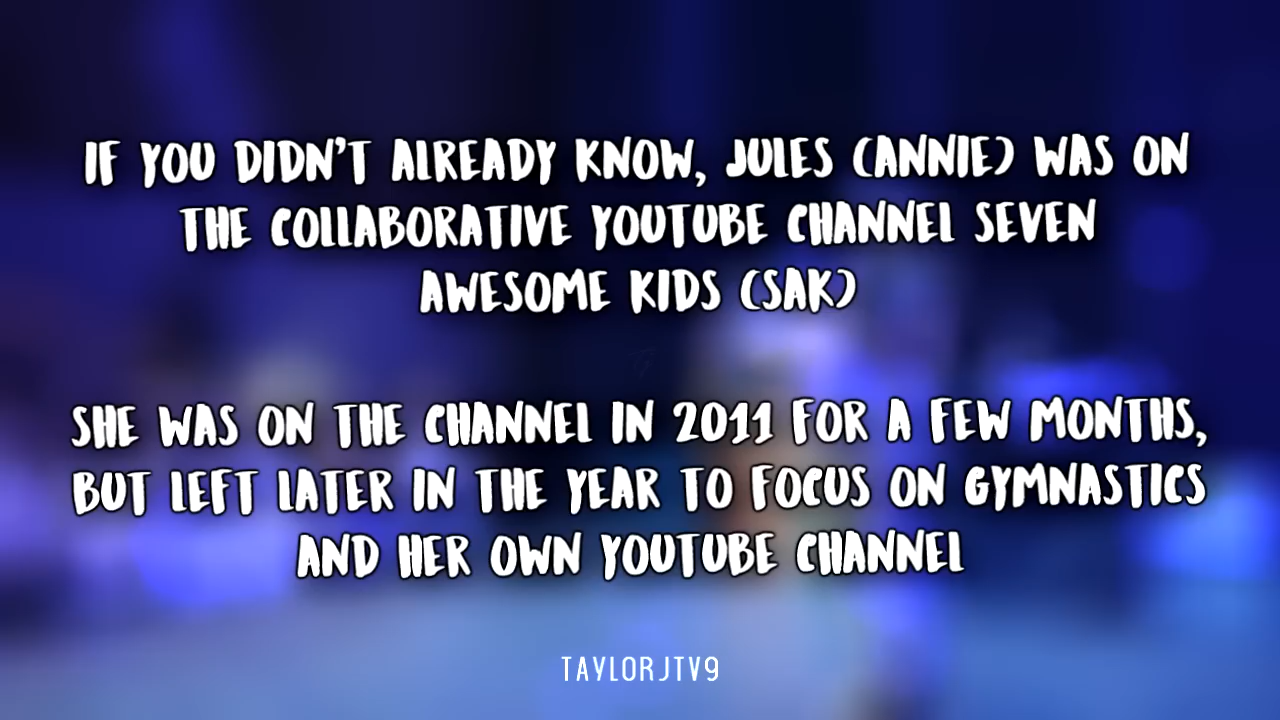 IF YOU DIDN'T ALREADY KNOW, JULES (ANNIE) WAS ON
THE COLLABORATIVE YOUTUBE CHANNEL SEVEN
AWESOME KIDS (SAK)
SHE WAS ON THE CHANNEL IN 2011 FOR A FEW MONTHS,
BUT LEFT LATER IN THE YEAR TO FOCUS ON GYMNASTICS
AND HER OWN YOUTUBE CHANNEL
TAYLORJTV9